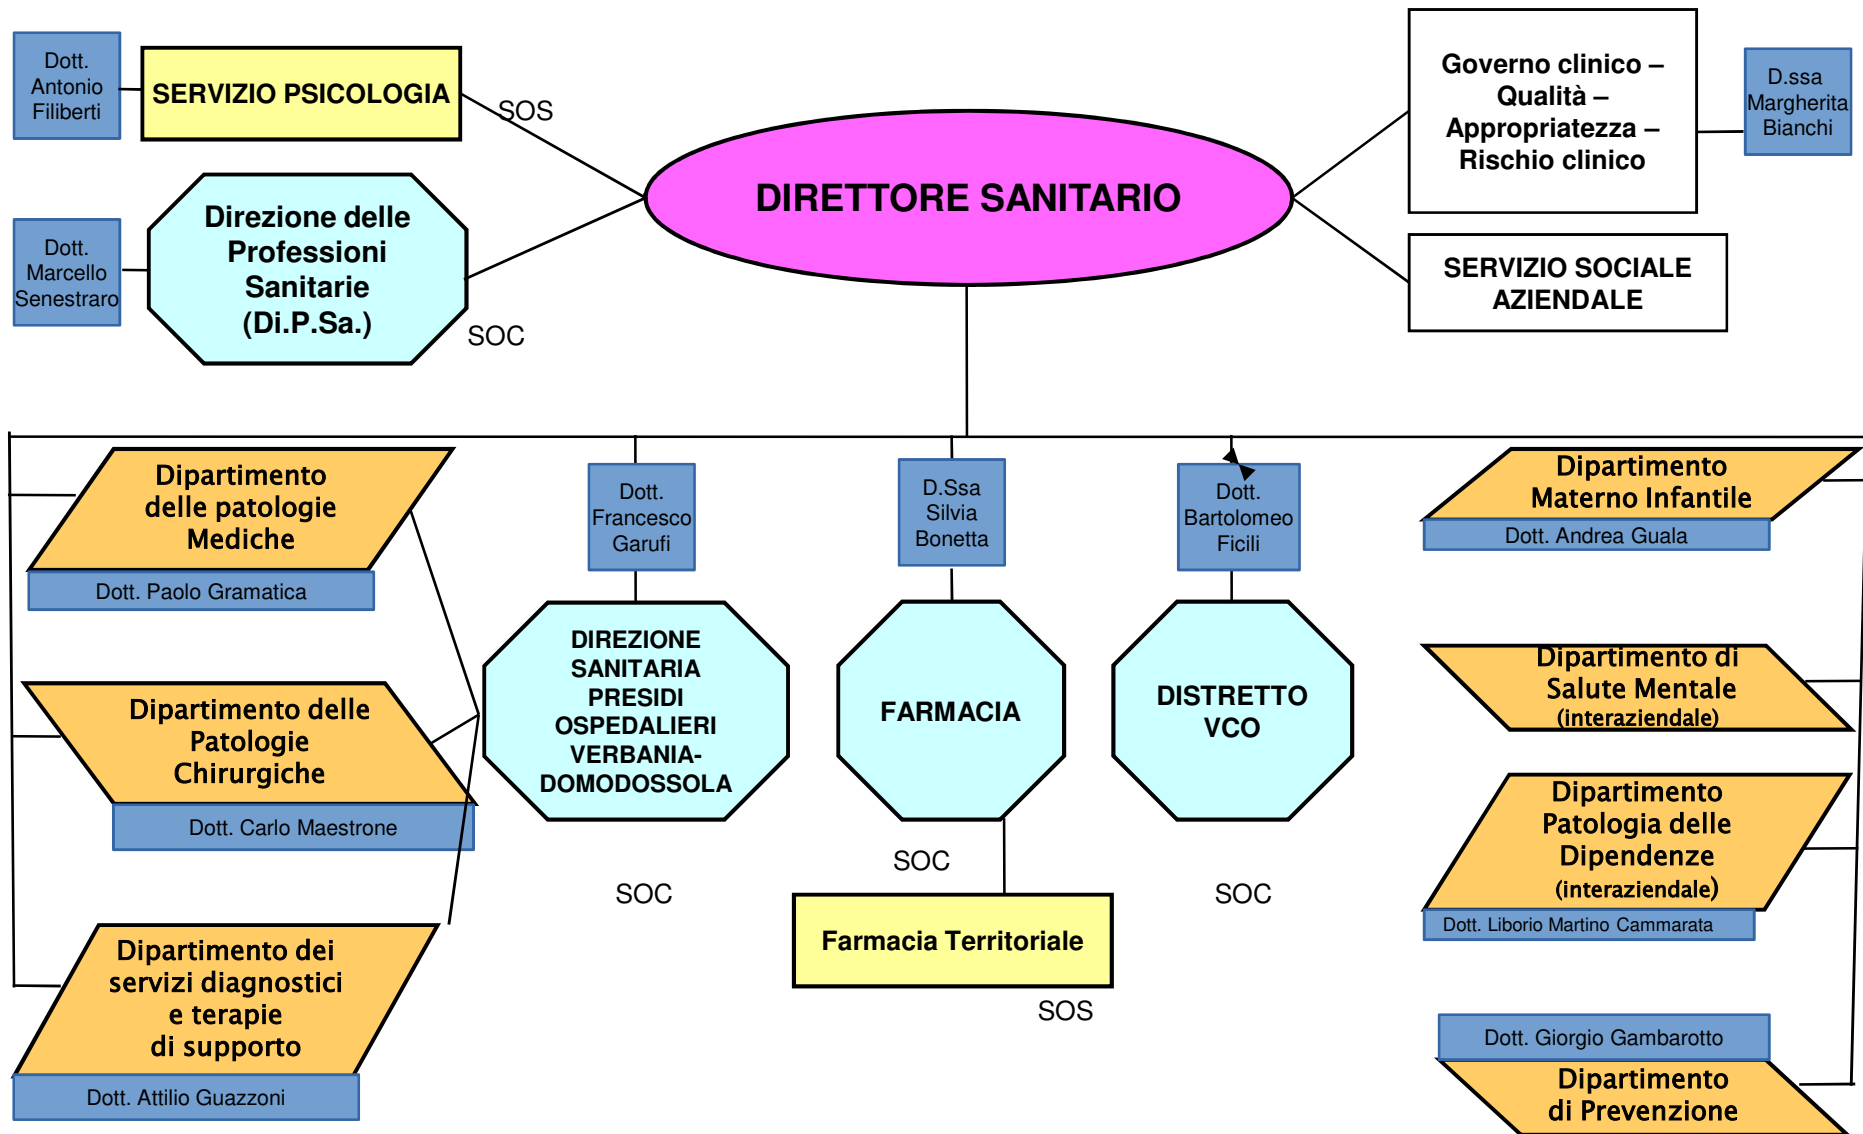 Dott.
Antonio
Filiberti
SERVIZIO PSICOLOGIA
SOS
Dott.
Marcello
Senestraro
Direzione delle
Professioni
Sanitarie
(Di.P.Sa.)
SOC
DIRETTORE SANITARIO
Governo clinico –
Qualità –
Appropriatezza –
Rischio clinico
D.ssa
Margherita
Bianchi
SERVIZIO SOCIALE
AZIENDALE
Dipartimento
delle patologie
Mediche
Dott. Paolo Gramatica
Dipartimento delle
Patologie
Chirurgiche
Dott. Carlo Maestrone
Dipartimento dei
servizi diagnostici
e terapie
di supporto
Dott. Attilio Guazzoni
Dott.
Francesco
Garufi
DIREZIONE
SANITARIA
PRESIDI
OSPEDALIERI
VERBANIA-
DOMODOSSOLA
SOC
D.Ssa
Silvia
Bonetta
FARMACIA
SOC
Farmacia Territoriale
SOS
Dott.
Bartolomeo
Ficili
DISTRETTO
VCO
SOC
Dipartimento
Materno Infantile
Dott. Andrea Guala
Dipartimento di
Salute Mentale
(interaziendale)
Dipartimento
Patologia delle
Dipendenze
(interaziendale)
Dott. Liborio Martino Cammarata
Dott. Giorgio Gambarotto
Dipartimento
di Prevenzione